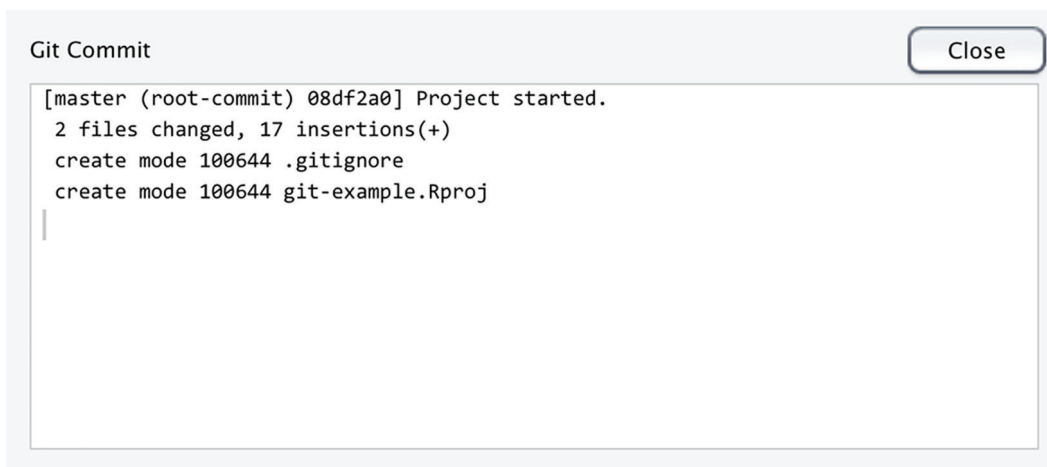 Git Commit
Close
[master (root-commit) 08df2a0] Project started.
2 files changed, 17 insertions(+)
create mode 100644 .gitignore
create mode 100644 git-example.Rproj